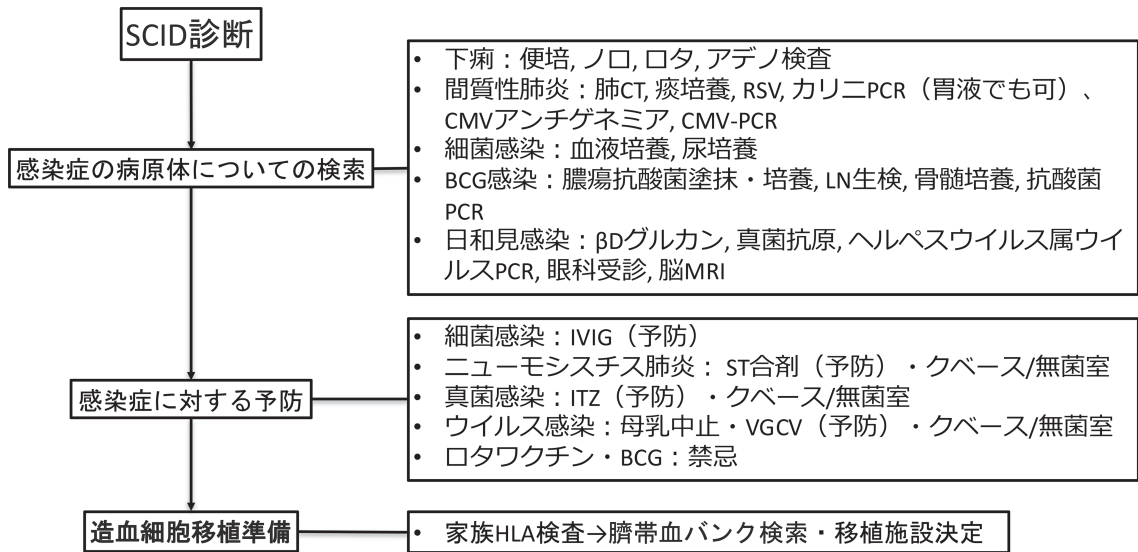 SCID診断
• 下痢：便培, ノロ, ロタ, アデノ検査
• 間質性肺炎：肺CT, 痰培養, RSV, カリニPCR（胃液でも可）、
CMVアンチゲネミア, CMV-PCR
• 細菌感染：血液培養, 尿培養
• BCG感染：膿瘍抗酸菌塗抹・培養, LN生検, 骨髄培養, 抗酸菌
PCR
• 日和見感染：βDグルカン, 真菌抗原, ヘルペスウイルス属ウイ
ルスPCR, 眼科受診, 脳MRI
感染症の病原体についての検索
• 細菌感染：IVIG（予防）
• ニューモシスチス肺炎： ST合剤（予防）・クベース/無菌室
• 真菌感染：ITZ（予防）・クベース/無菌室
• ウイルス感染：母乳中止・VGCV（予防）・クベース/無菌室
• ロタワクチン・BCG：禁忌
感染症に対する予防
造血細胞移植準備
• 家族HLA検査→臍帯血バンク検索・移植施設決定